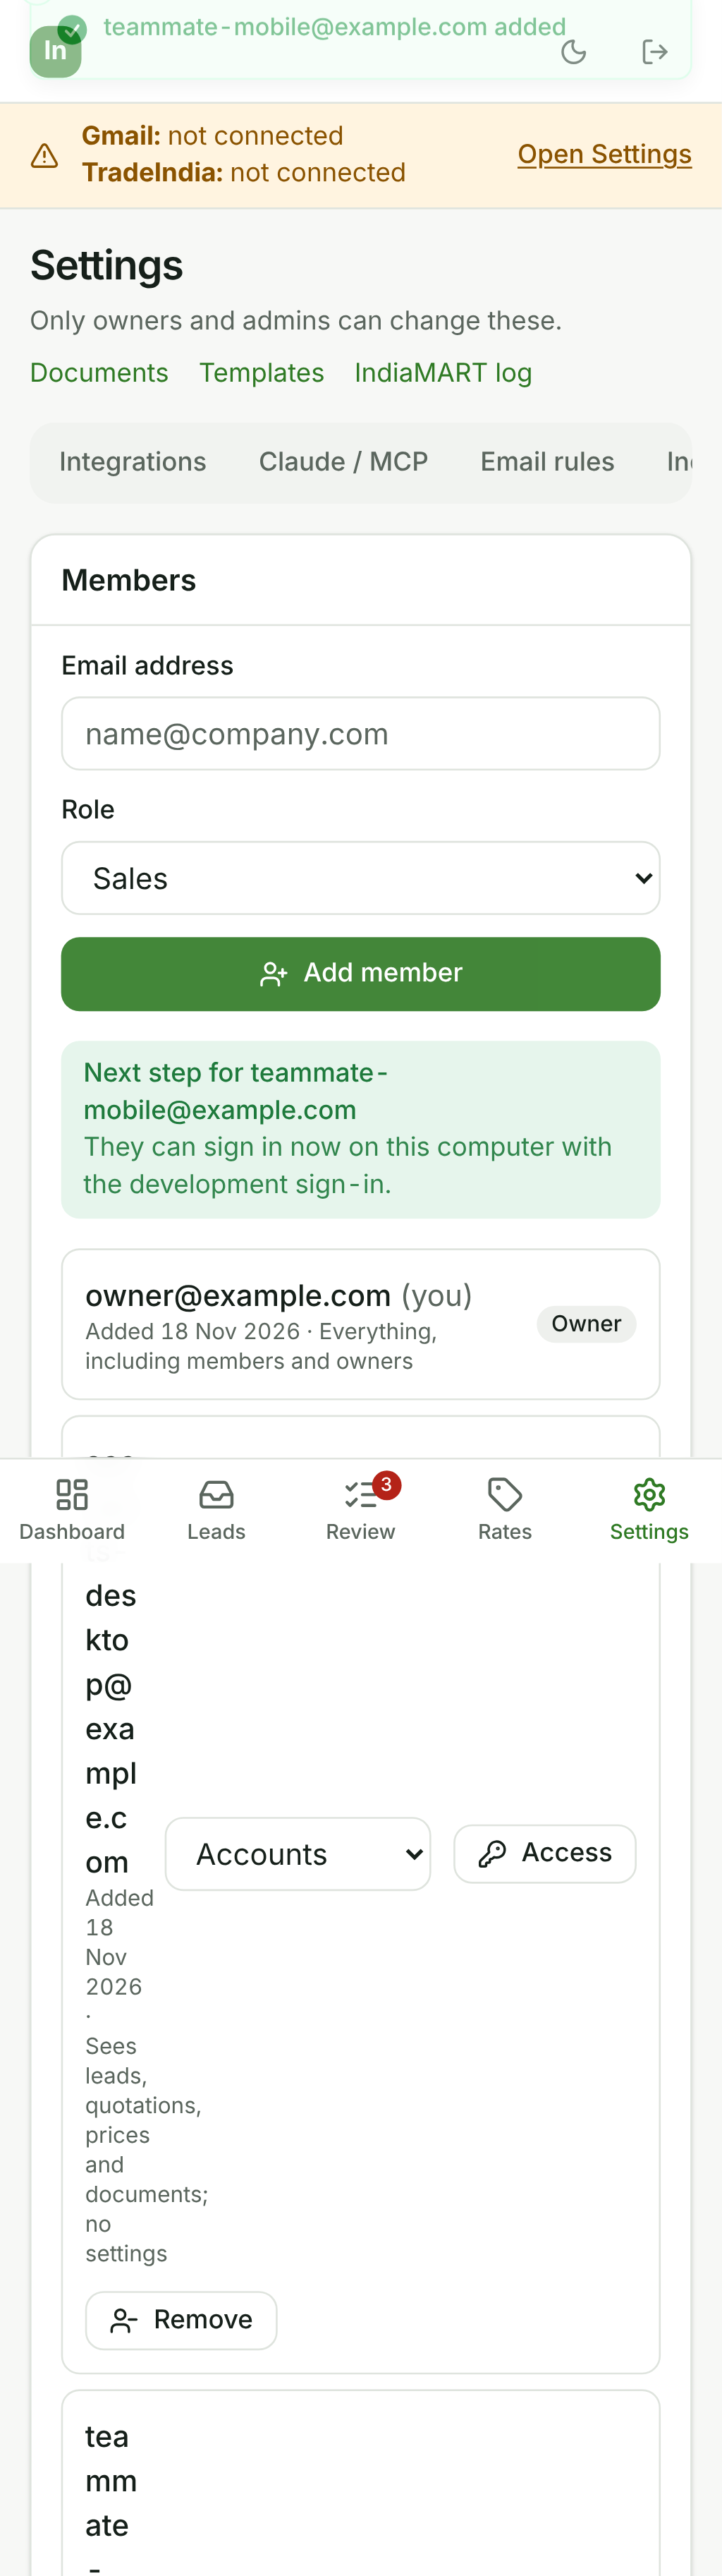 teammate-mobile@example.com added
In
Gmail: not connected
TradeIndia: not connected
Open Settings
Settings
Only owners and admins can change these.
Documents Templates IndiaMART log
Integrations Claude / MCP Email rules
Members
Email address
name@company.com
Role
Sales
Add member
Next step for teammate-
mobile@example.com
They can sign in now on this computer with
the development sign-in.
owner@example.com (you)
Added 18 Nov 2026 · Everything,
including members and owners
Owner
3
Dashboard Leads Review Rates Settings
des
kto
p@
exa
mpl
e.c
om
Added
18
Nov
2026
·
Sees
leads,
quotations,
prices
and
documents;
no
settings
Accounts
Access
Remove
tea
mm
ate
-